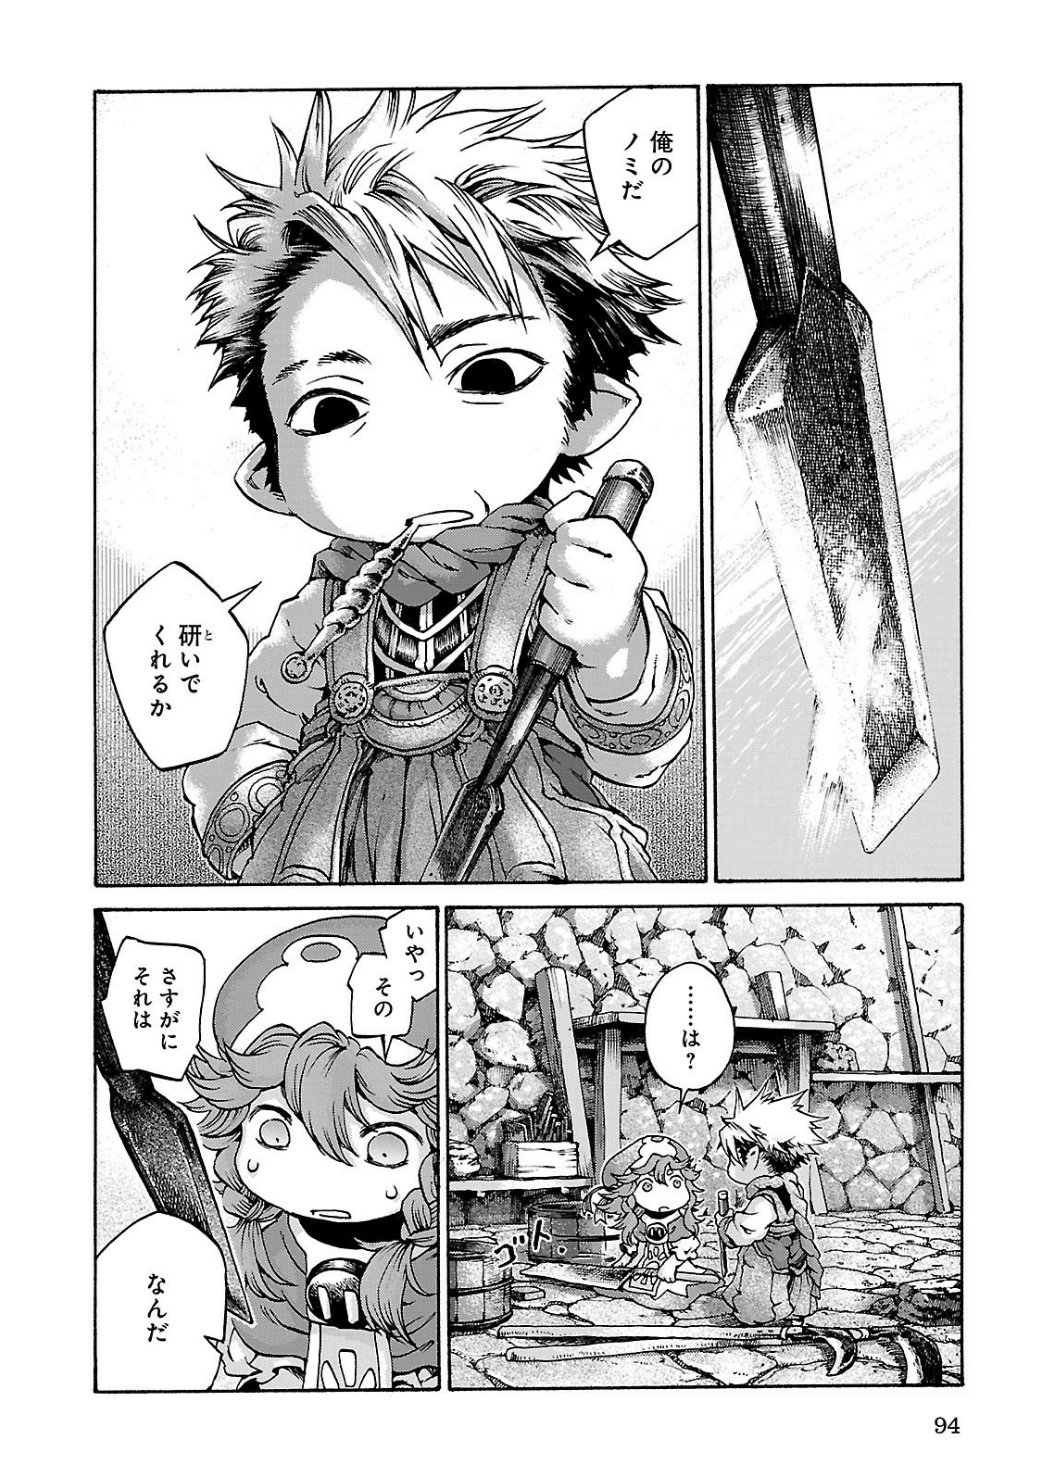 俺の
ノミだ
研いで
くれるか
と
……は？
ゴト．
いやっ
その
さすがに
それは
なんだ
94